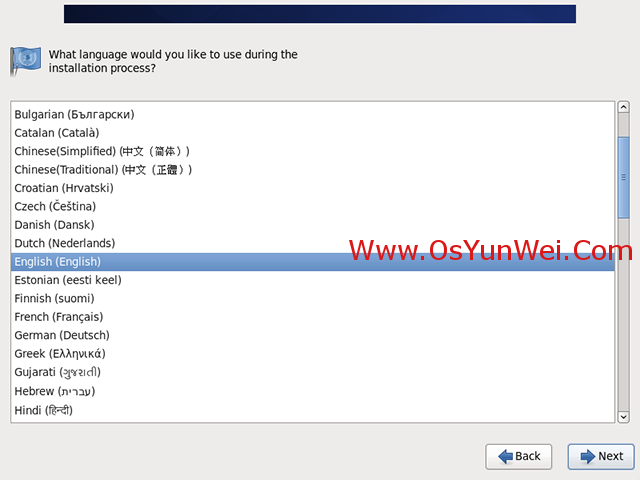 What language would you like to use during the
installation process?
Bulgarian (Български)
Catalan (Català)
Chinese(Simplified) (中文（简体）)
Chinese(Traditional) (中文（正體）)
Croatian (Hrvatski)
Czech (Čeština)
Danish (Dansk)
Dutch (Nederlands)
Www.OsYunWei.Com
English (English)
Estonian (eesti keel)
Finnish (suomi)
French (Français)
German (Deutsch)
Greek (Ελληνικά)
Gujarati (ગુજરાતી)
Hebrew (עברית)
Hindi (हिन्दी)
Back
Next